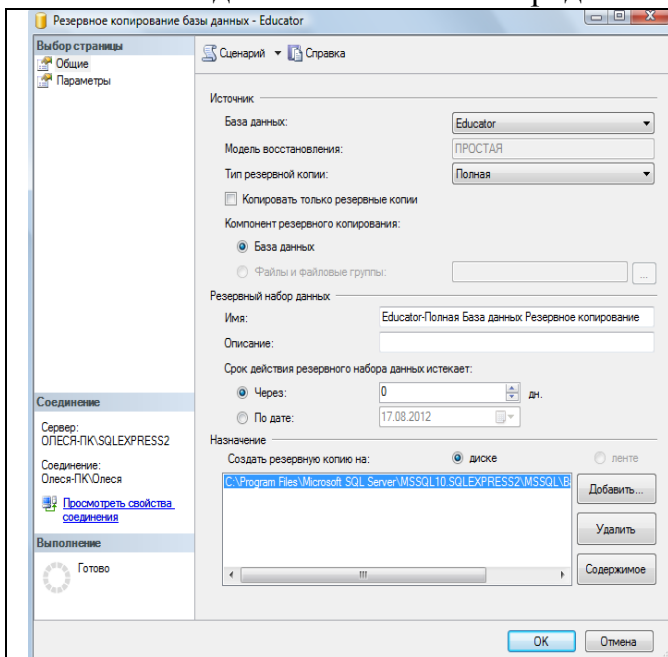 Резервное копирование базы данных - Educator
Выбор страницы
Общие
Параметры
Сценарий
Справка
Источник
База данных:
Educator
Модель восстановления:
ПРОСТАЯ
Тип резервной копии:
Полная
Копировать только резервные копии
Компонент резервного копирования:
База данных
Файлы и файловые группы:
...
Резервный набор данных
Имя:
Educator-Полная База данных Резервное копирование
Описание:
Срок действия резервного набора данных истекает:
Через:
0
дн.
По дате:
17.08.2012
Назначение
Создать резервную копию на:
диске
ленте
C:\Program Files\Microsoft SQL Server\MSSQL10.SQLEXPRESS2\MSSQL\B
Добавить...
Удалить
Содержимое
Соединение
Сервер:
ОЛЕСЯ-ПК\SQLEXPRESS2
Соединение:
Олеся-ПК\Олеся
Просмотреть свойства
соединения
Выполнение
Готово
OK
Отмена